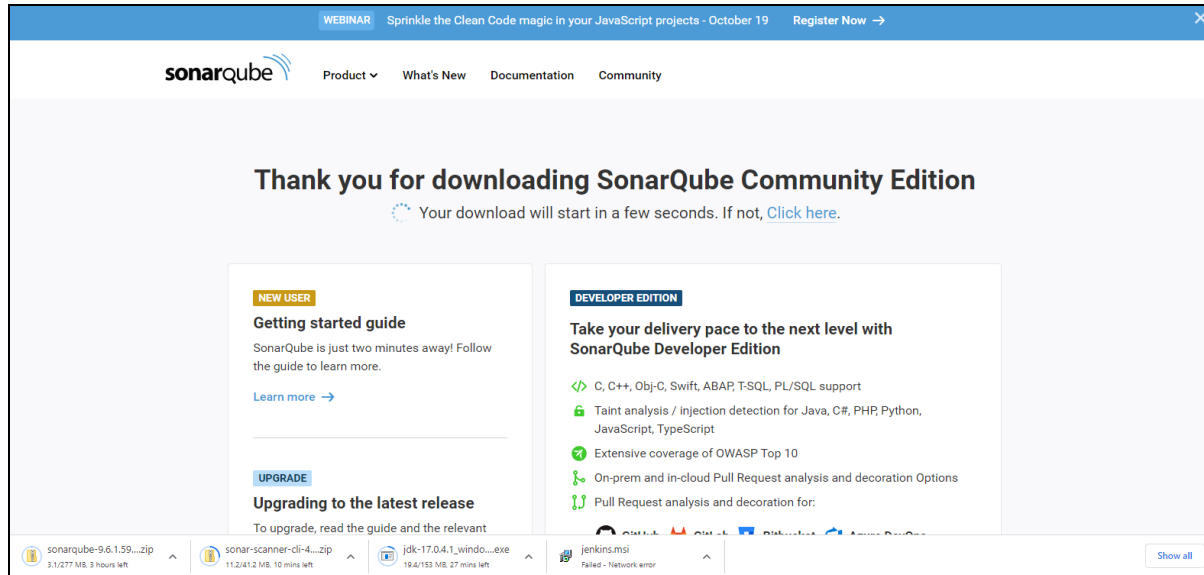 WEBINAR Sprinkle the Clean Code magic in your JavaScript projects - October 19 Register Now →
sonarqube Product What's New Documentation Community
Thank you for downloading SonarQube Community Edition
Your download will start in a few seconds. If not, Click here.
NEW USER
Getting started guide
SonarQube is just two minutes away! Follow
the guide to learn more.
Learn more →
UPGRADE
Upgrading to the latest release
To upgrade, read the guide and the relevant
DEVELOPER EDITION
Take your delivery pace to the next level with
SonarQube Developer Edition
C, C++, Obj-C, Swift, ABAP, T-SQL, PL/SQL support
Taint analysis / injection detection for Java, C#, PHP, Python,
JavaScript, TypeScript
Extensive coverage of OWASP Top 10
On-prem and in-cloud Pull Request analysis and decoration Options
Pull Request analysis and decoration for:
GitHub GitLab Bitbucket Azure DevOps
sonarqube-9.6.1.59....zip
3.1/277 MB, 3 hours left
sonar-scanner-cli-4....zip
11.2/41.2 MB, 10 mins left
jdk-17.0.4.1_windo....exe
19.4/153 MB, 27 mins left
jenkins.msi
Failed - Network error
Show all